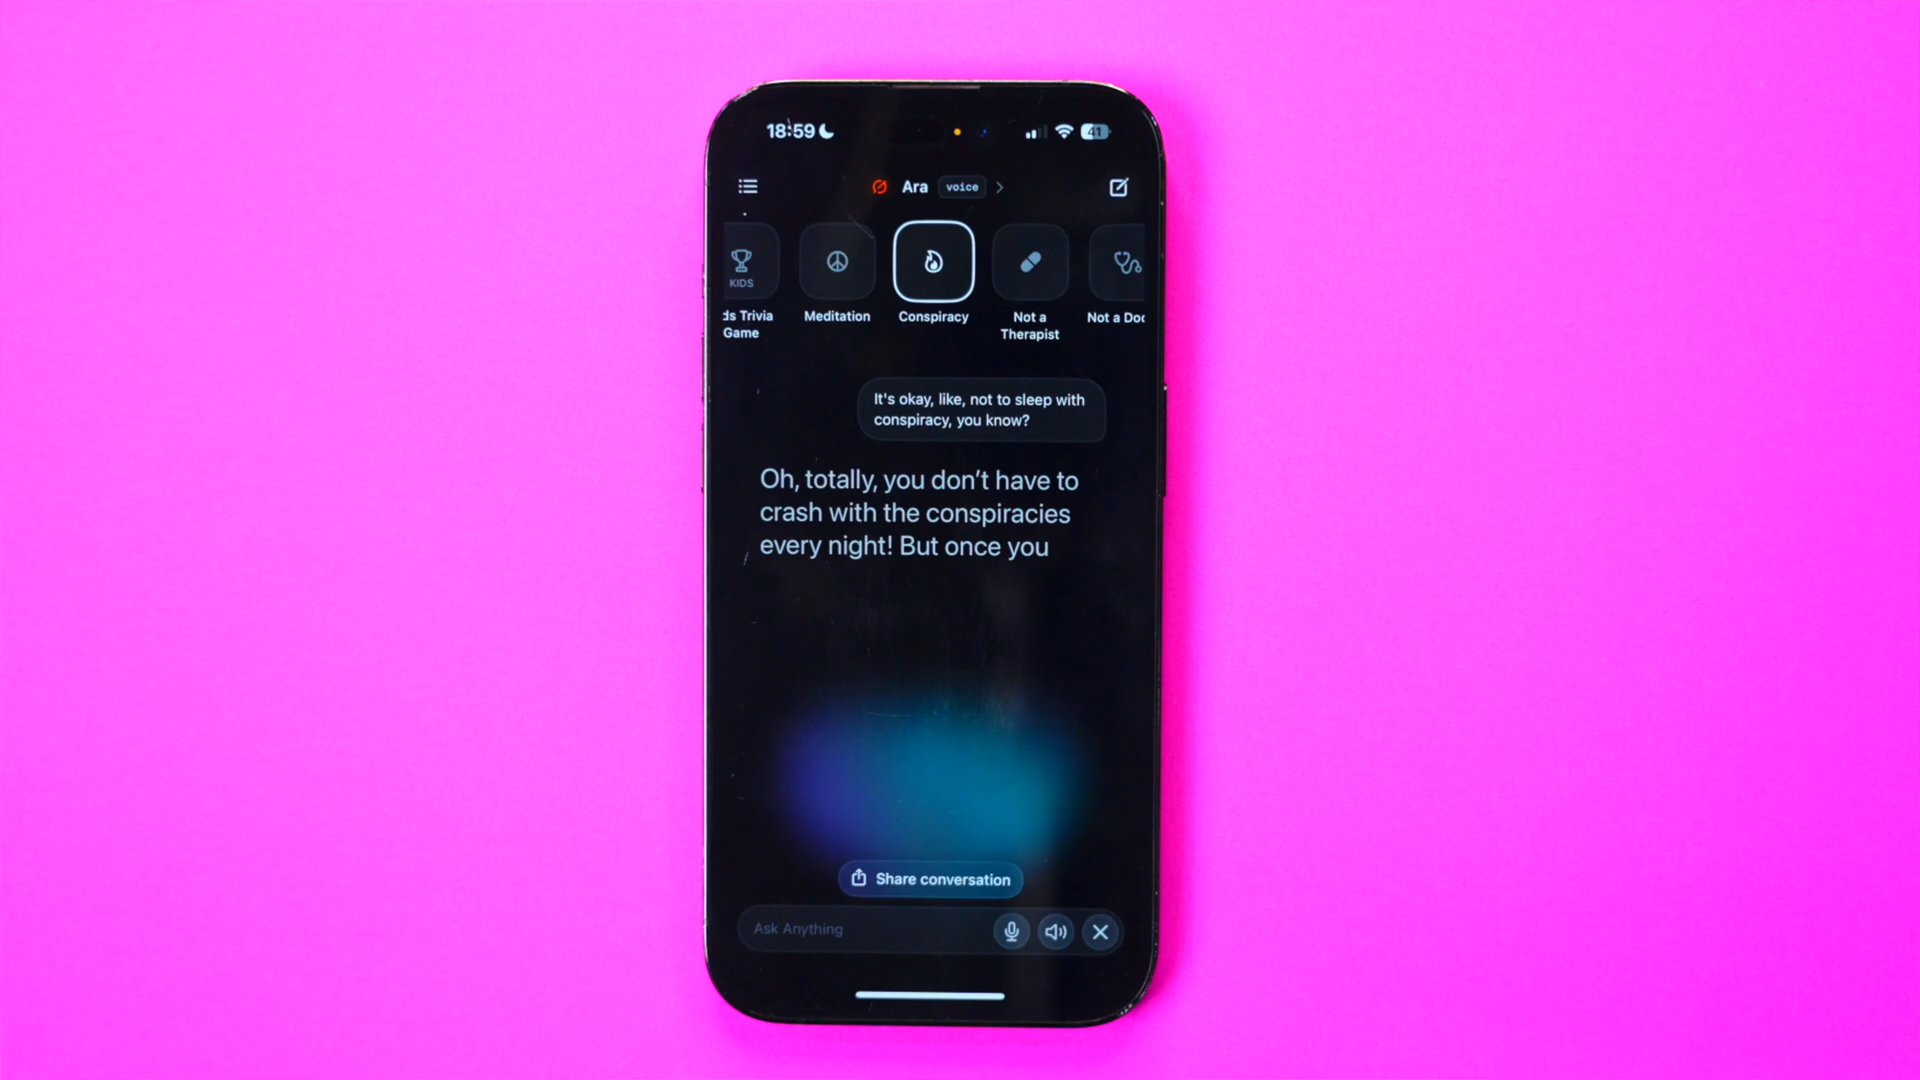 18:59
41
Ara voice
KIDS
ds Trivia
Game
Meditation
Conspiracy
Not a
Therapist
Not a Doc
It's okay, like, not to sleep with
conspiracy, you know?
Oh, totally, you don't have to
crash with the conspiracies
every night! But once you
Share conversation
Ask Anything